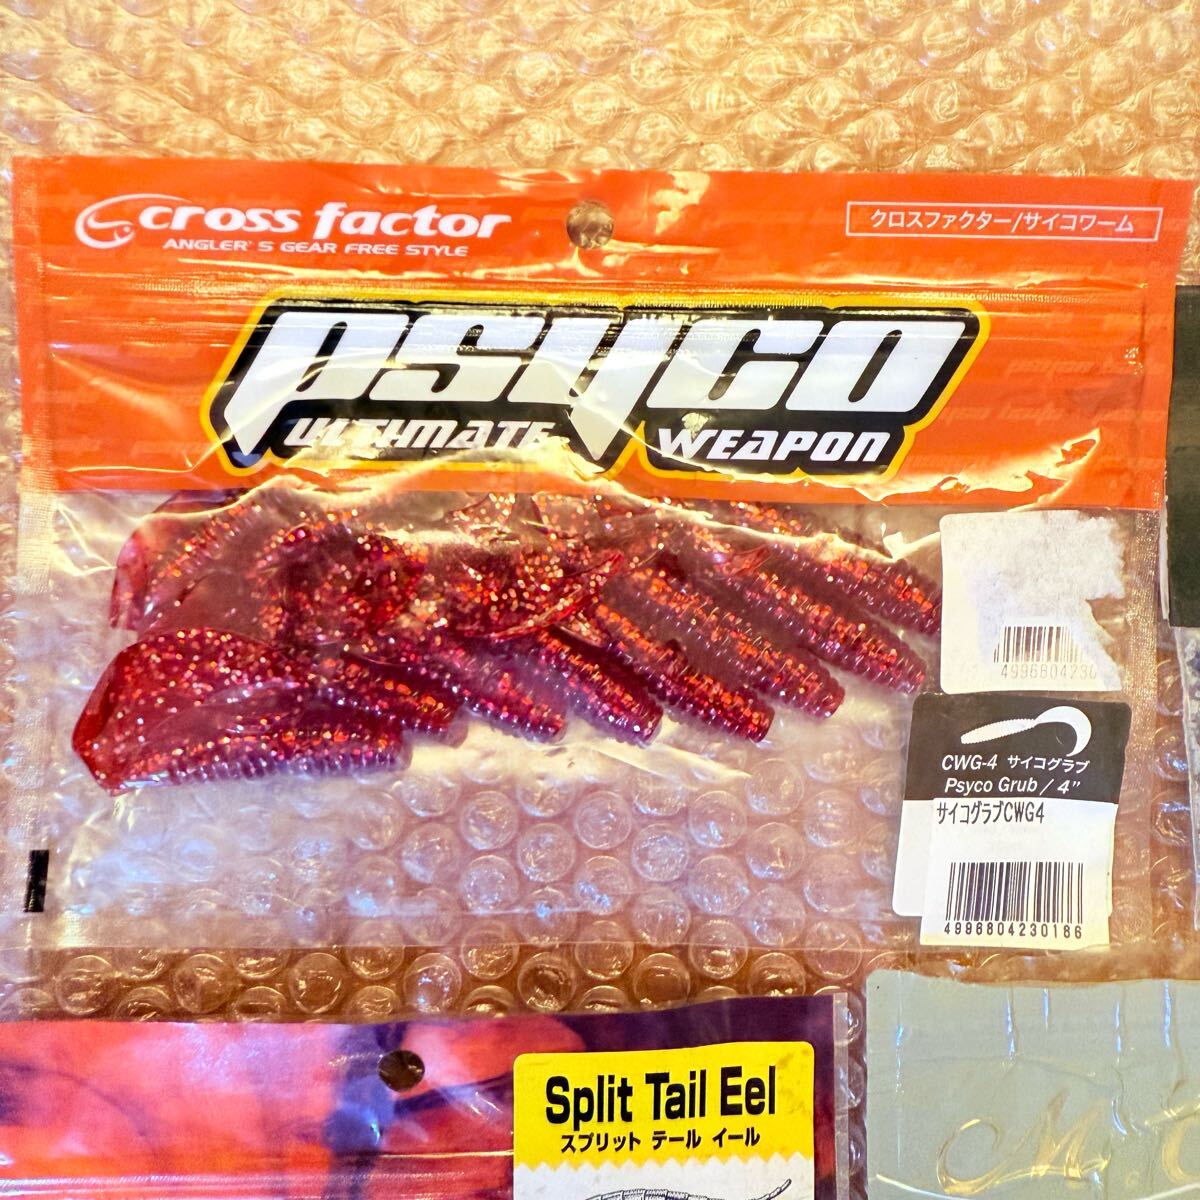 cross factor
ANGLER'S GEAR FREE STYLE
クロスファクター/サイコワーム
PSYCO
ULTIMATE WEAPON
4996804230
CWG-4 サイコグラブ
Psyco Grub / 4"
サイコグラブCWG4
4996804230186
Split Tail Eel
スプリット テール イール